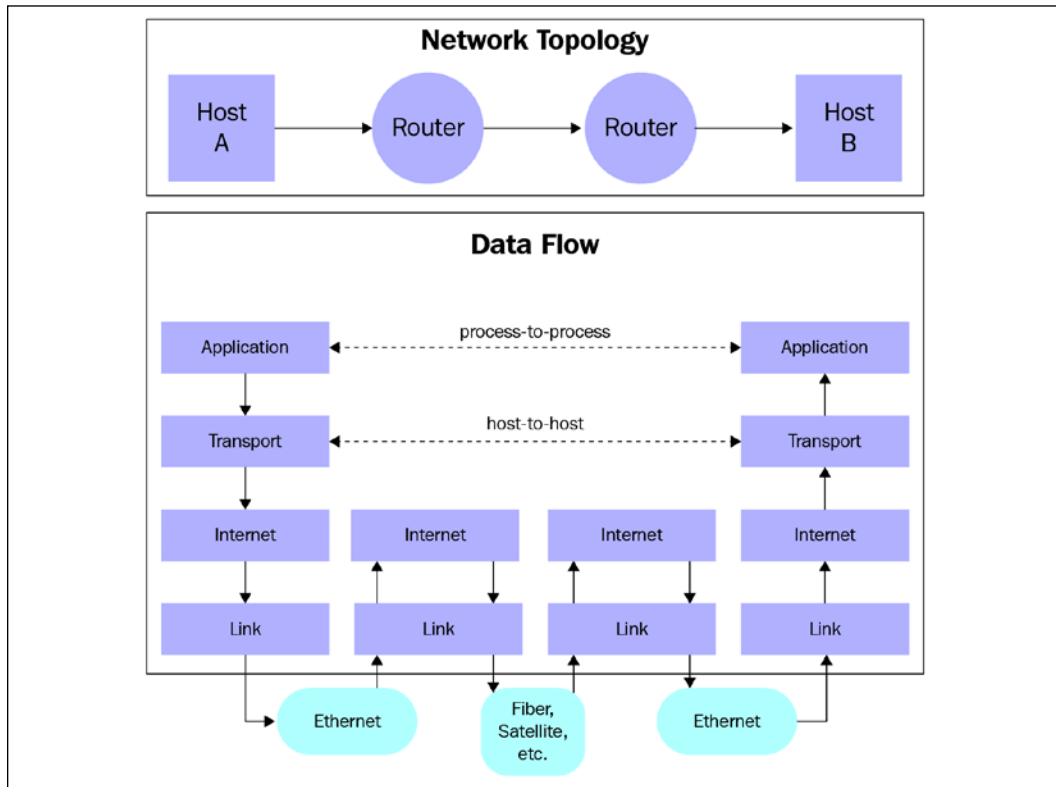 Network Topology
Host
A
Router
Router
Host
B
Data Flow
Application
process-to-process
Application
Transport
host-to-host
Transport
Internet
Internet
Internet
Internet
Link
Link
Link
Link
Ethernet
Fiber,
Satellite,
etc.
Ethernet